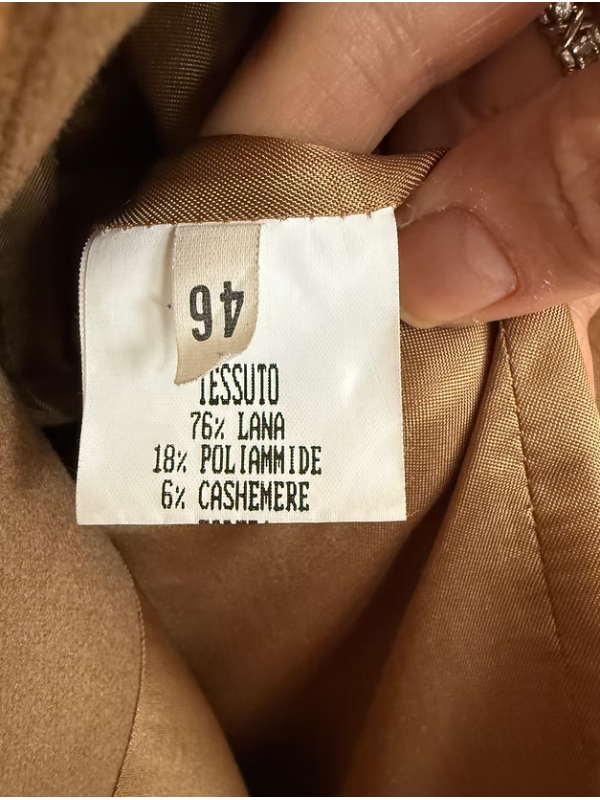 46
TESSUTO
76% LANA
18% POLIAMMIDE
6% CASHEMERE